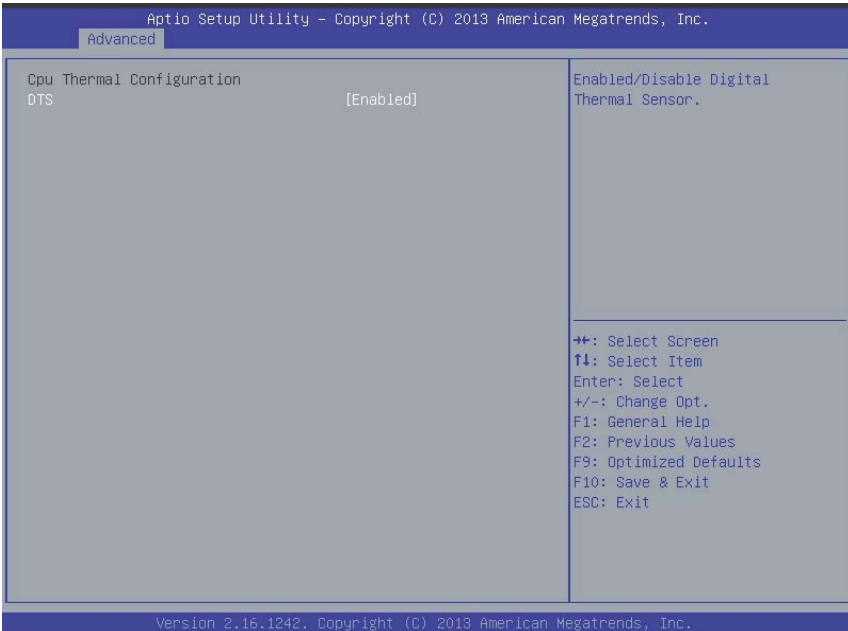 Aptio Setup Utility – Copyright (C) 2013 American Megatrends, Inc.
Advanced
Cpu Thermal Configuration
DTS [Enabled]
Enabled/Disable Digital
Thermal Sensor.
→←: Select Screen
↑↓: Select Item
Enter: Select
+/-: Change Opt.
F1: General Help
F2: Previous Values
F9: Optimized Defaults
F10: Save & Exit
ESC: Exit
Version 2.16.1242. Copyright (C) 2013 American Megatrends, Inc.